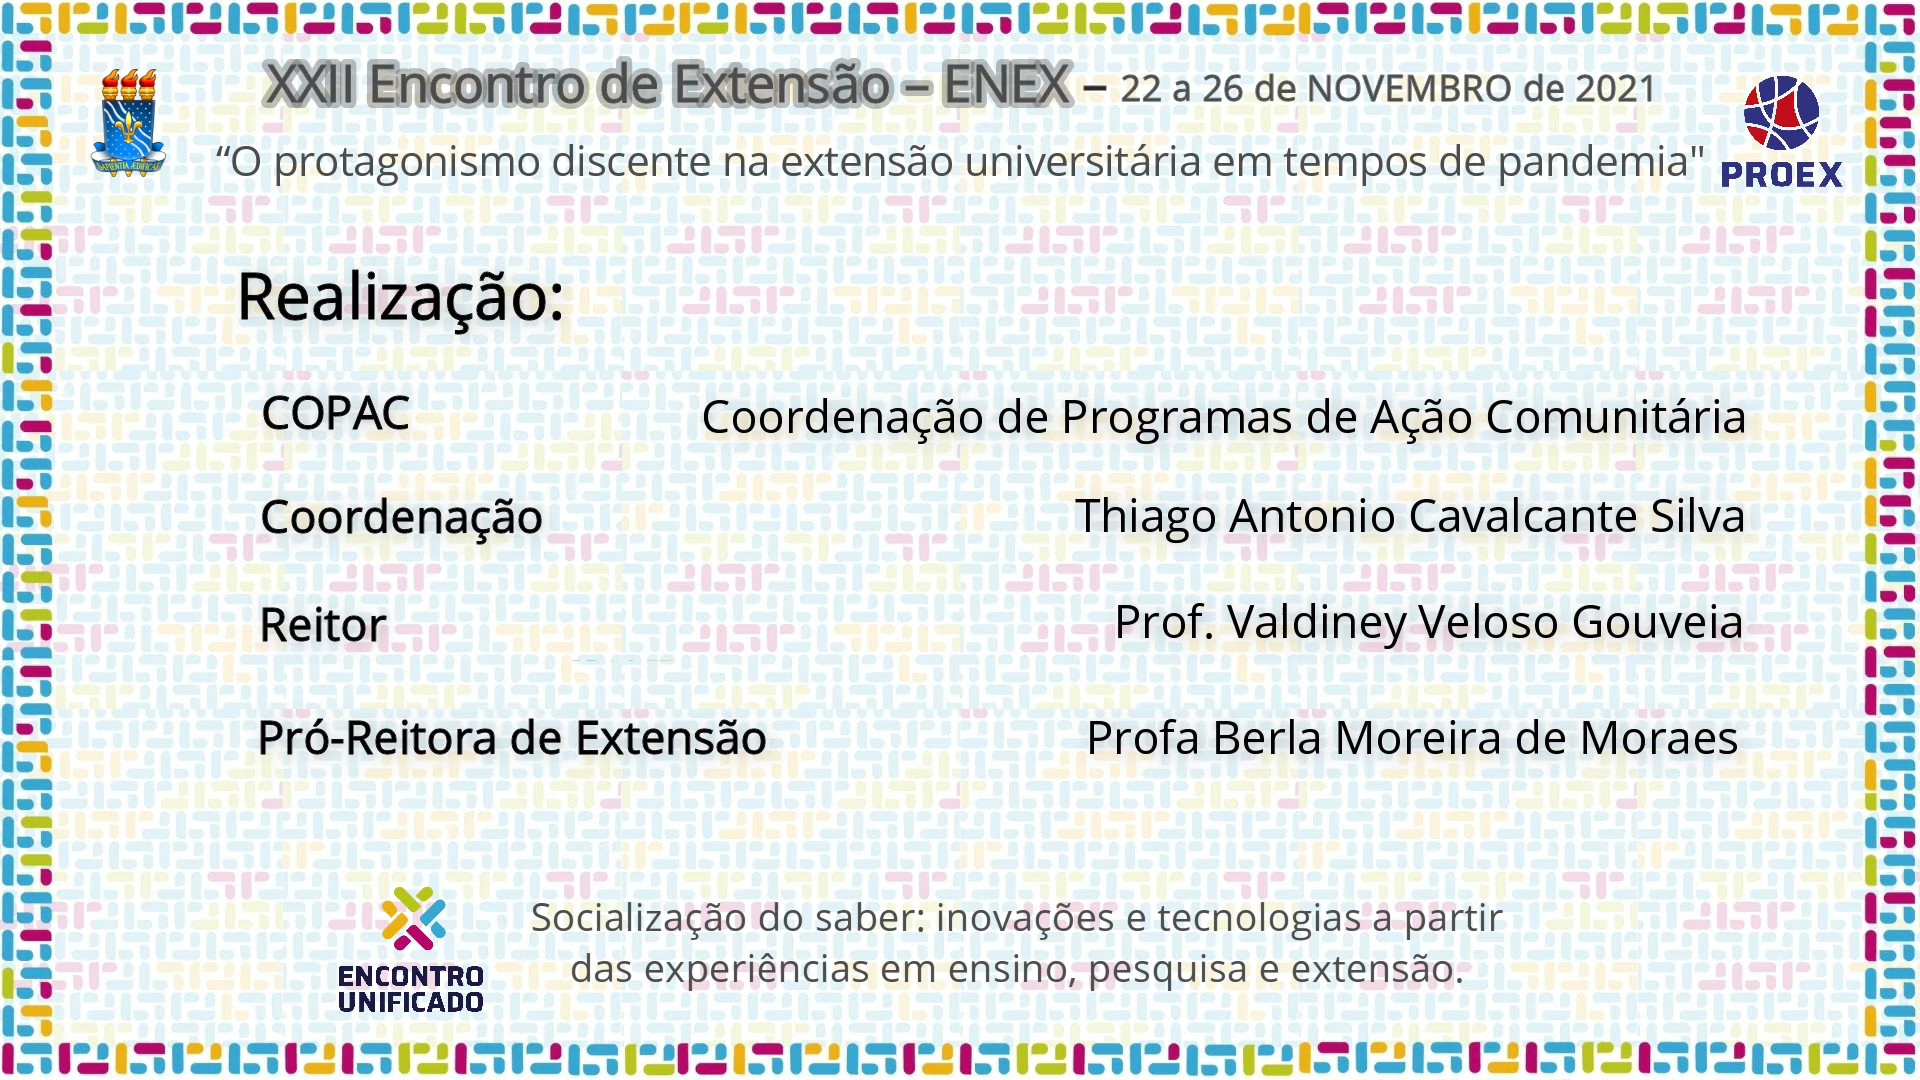 XXII Encontro de Extensão – ENEX – 22 a 26 de NOVEMBRO de 2021
“O protagonismo discente na extensão universitária em tempos de pandemia"
SAPIENTIA ÆDIFICAT
PROEX
Realização:
COPAC Coordenação de Programas de Ação Comunitária
Coordenação Thiago Antonio Cavalcante Silva
Reitor Prof. Valdiney Veloso Gouveia
Pró-Reitora de Extensão Profa Berla Moreira de Moraes
ENCONTRO
UNIFICADO
Socialização do saber: inovações e tecnologias a partir
das experiências em ensino, pesquisa e extensão.